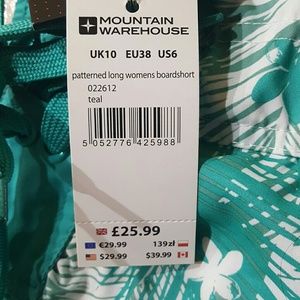 MOUNTAIN
WAREHOUSE
UK10 EU38 US6
patterned long womens boardshort
022612
teal
5 052776 425988
£25.99
€29.99 139zł
$29.99 $39.99